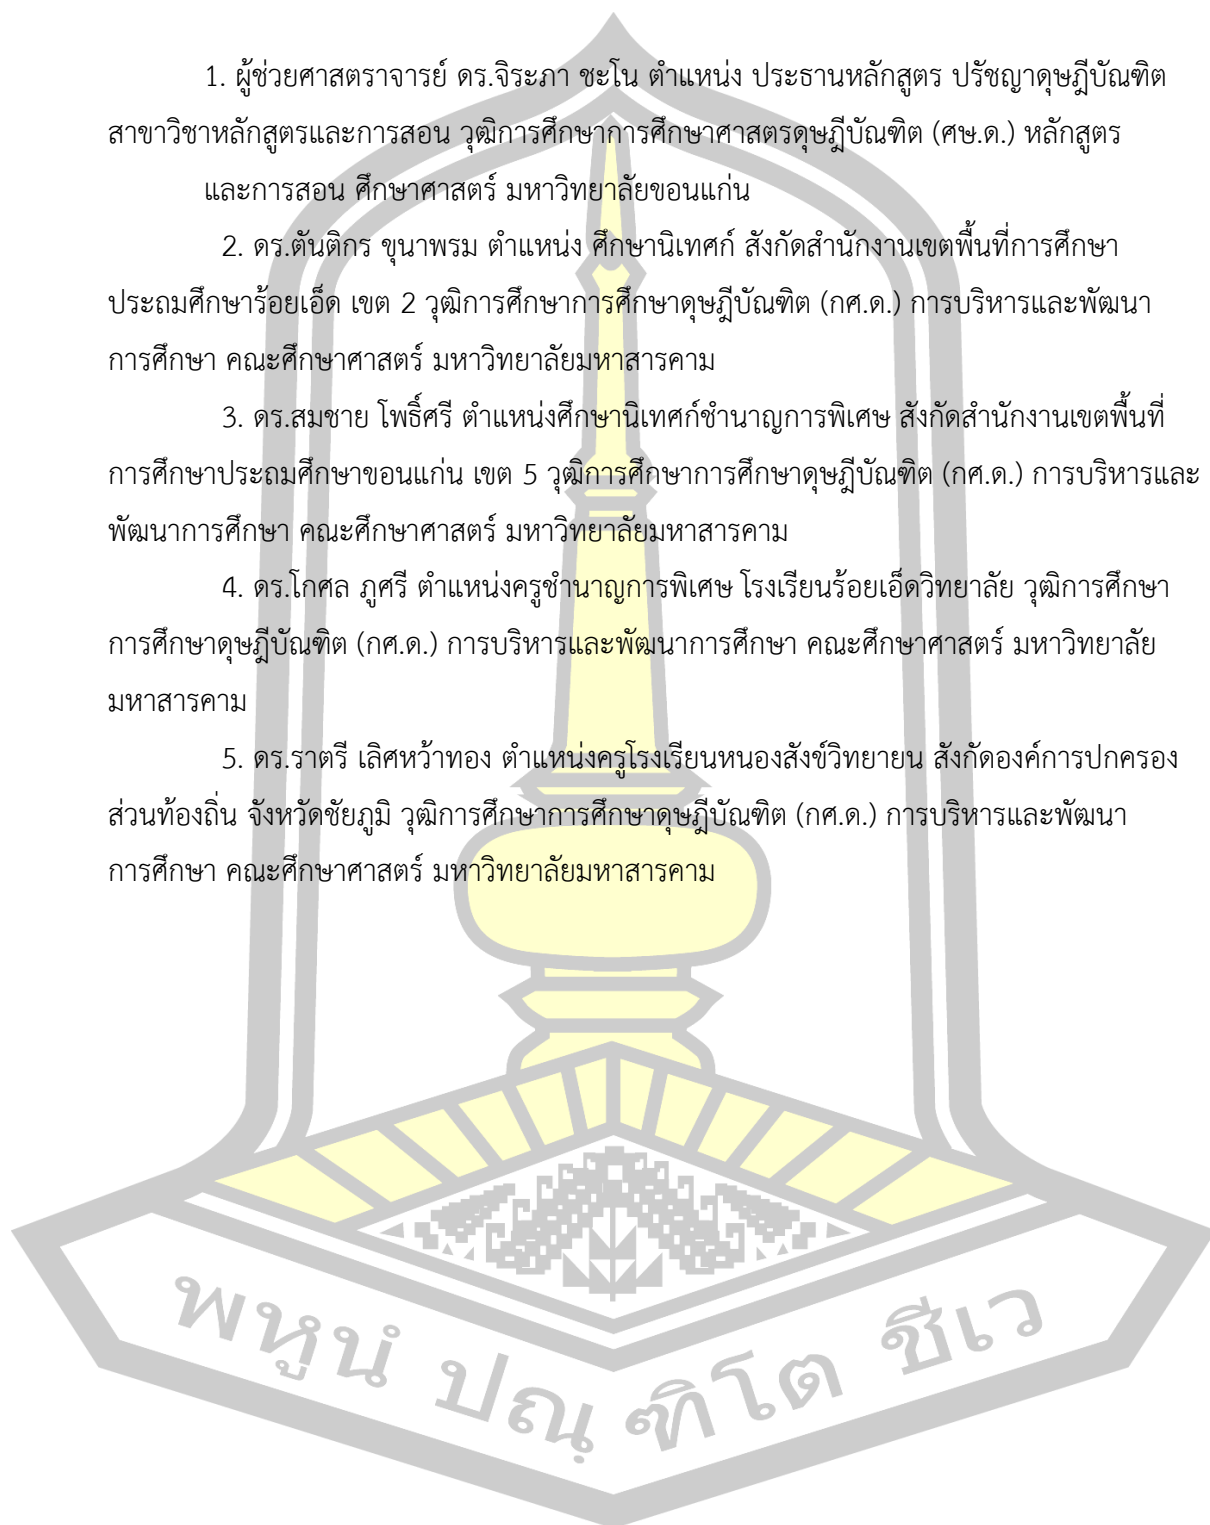 1. ผู้ช่วยศาสตราจารย์ ดร.จิระภา ชะโน ตำแหน่ง ประธานหลักสูตร ปรัชญาดุษฎีบัณฑิต
สาขาวิชาหลักสูตรและการสอน วุฒิการศึกษาการศึกษาศาสตรดุษฎีบัณฑิต (ศษ.ด.) หลักสูตร
และการสอน ศึกษาศาสตร์ มหาวิทยาลัยขอนแก่น
2. ดร.ตันติกร ขุนาพรม ตำแหน่ง ศึกษานิเทศก์ สังกัดสำนักงานเขตพื้นที่การศึกษา
ประถมศึกษาร้อยเอ็ด เขต 2 วุฒิการศึกษาการศึกษาดุษฎีบัณฑิต (กศ.ด.) การบริหารและพัฒนา
การศึกษา คณะศึกษาศาสตร์ มหาวิทยาลัยมหาสารคาม
3. ดร.สมชาย โพธิ์ศรี ตำแหน่งศึกษานิเทศก์ชำนาญการพิเศษ สังกัดสำนักงานเขตพื้นที่
การศึกษาประถมศึกษาขอนแก่น เขต 5 วุฒิการศึกษาการศึกษาดุษฎีบัณฑิต (กศ.ด.) การบริหารและ
พัฒนาการศึกษา คณะศึกษาศาสตร์ มหาวิทยาลัยมหาสารคาม
4. ดร.โกศล ภูศรี ตำแหน่งครูชำนาญการพิเศษ โรงเรียนร้อยเอ็ดวิทยาลัย วุฒิการศึกษา
การศึกษาดุษฎีบัณฑิต (กศ.ด.) การบริหารและพัฒนาการศึกษา คณะศึกษาศาสตร์ มหาวิทยาลัย
มหาสารคาม
5. ดร.ราตรี เลิศหว้าทอง ตำแหน่งครูโรงเรียนหนองสังข์วิทยายน สังกัดองค์การปกครอง
ส่วนท้องถิ่น จังหวัดชัยภูมิ วุฒิการศึกษาการศึกษาดุษฎีบัณฑิต (กศ.ด.) การบริหารและพัฒนา
การศึกษา คณะศึกษาศาสตร์ มหาวิทยาลัยมหาสารคาม
พหูนํ ปณฺฑิโต ชีเว